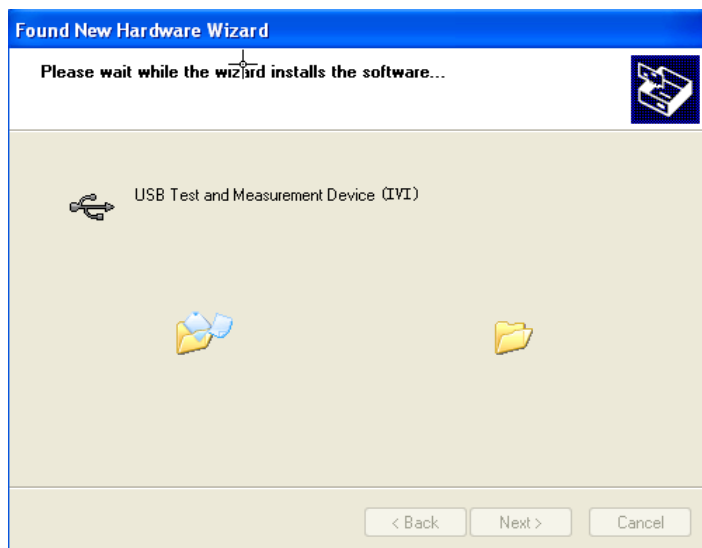 Found New Hardware Wizard
Please wait while the wizard installs the software...
USB Test and Measurement Device (IVI)
< Back
Next >
Cancel